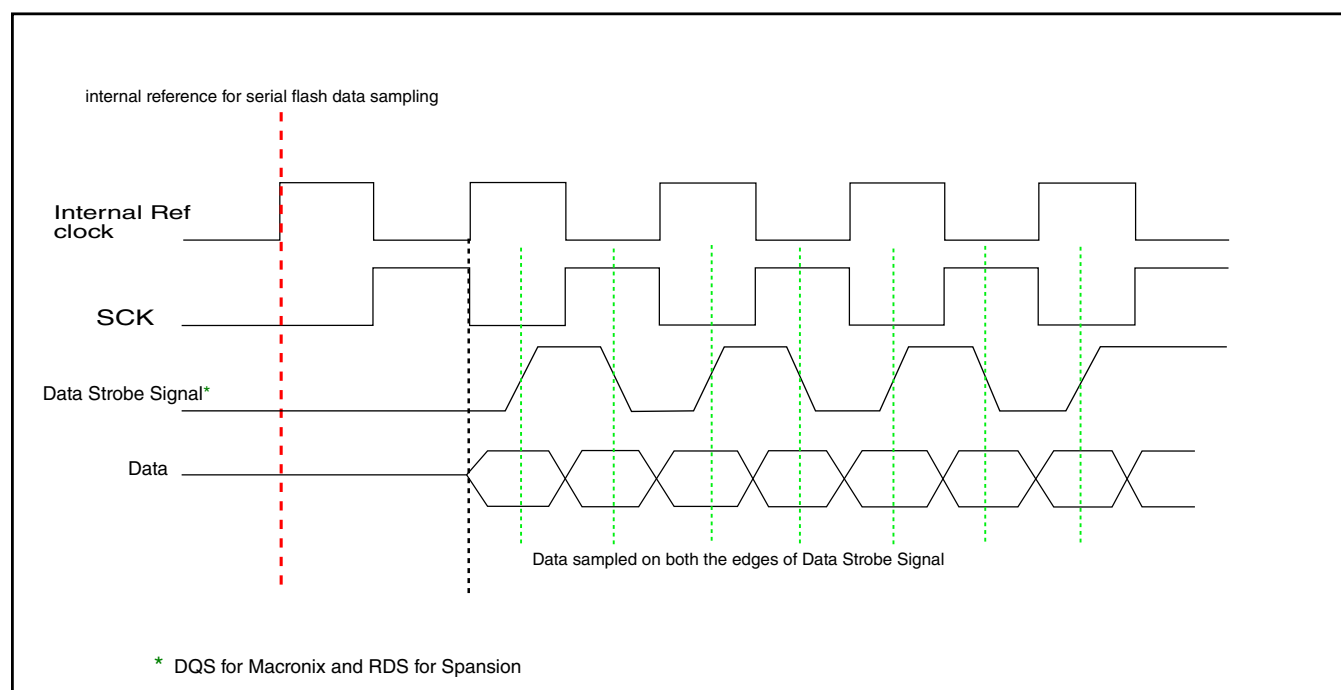 internal reference for serial flash data sampling
Internal Ref
clock
SCK
Data Strobe Signal*
Data
Data sampled on both the edges of Data Strobe Signal
* DQS for Macronix and RDS for Spansion